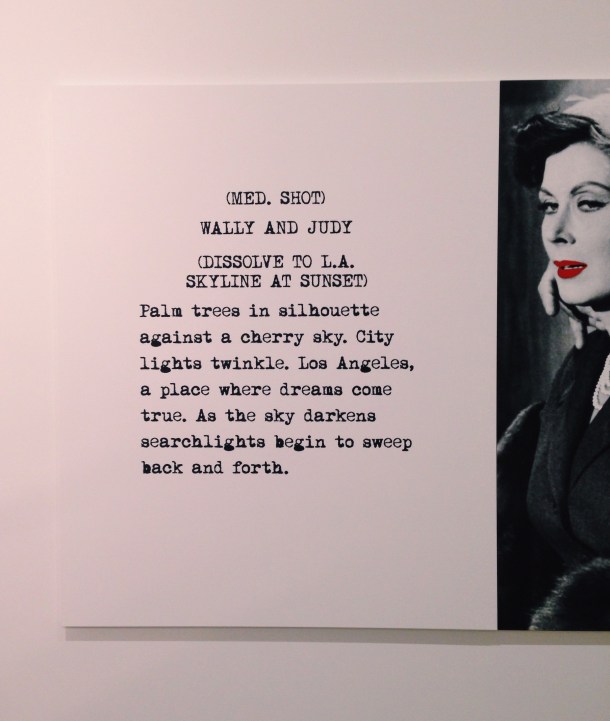 (MED. SHOT)
WALLY AND JUDY
(DISSOLVE TO L.A.
SKYLINE AT SUNSET)
Palm trees in silhouette
against a cherry sky. City
lights twinkle. Los Angeles,
a place where dreams come
true. As the sky darkens
searchlights begin to sweep
back and forth.